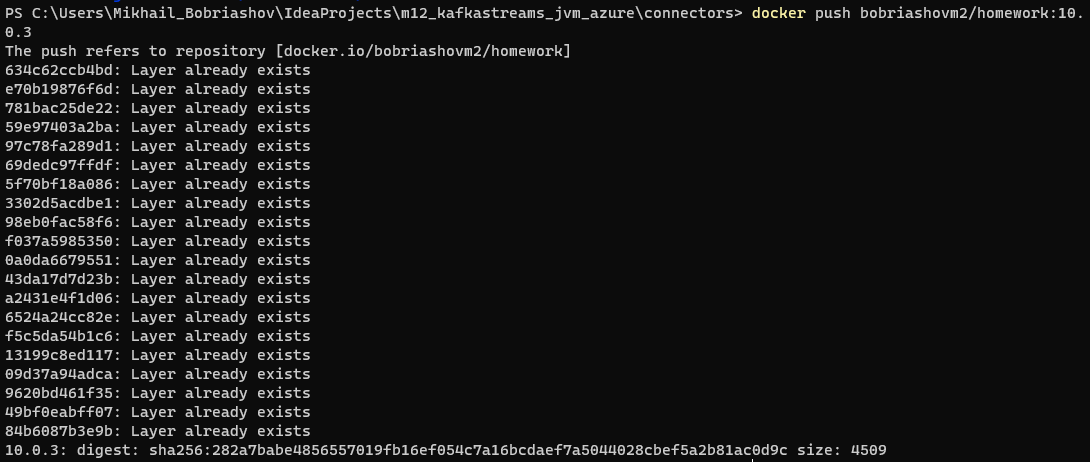 PS C:\Users\Mikhail_Bobriashov\IdeaProjects\m12_kafkastreams_jvm_azure\connectors> docker push bobriashovm2/homework:10.
0.3
The push refers to repository [docker.io/bobriashovm2/homework]
634c62ccb4bd: Layer already exists
e70b19876f6d: Layer already exists
781bac25de22: Layer already exists
59e97403a2ba: Layer already exists
97c78fa289d1: Layer already exists
69dedc97ffdf: Layer already exists
5f70bf18a086: Layer already exists
3302d5acdbe1: Layer already exists
98eb0fac58f6: Layer already exists
f037a5985350: Layer already exists
0a0da6679551: Layer already exists
43da17d7d23b: Layer already exists
a2431e4f1d06: Layer already exists
6524a24cc82e: Layer already exists
f5c5da54b1c6: Layer already exists
13199c8ed117: Layer already exists
09d37a94adca: Layer already exists
9620bd461f35: Layer already exists
49bf0eabff07: Layer already exists
84b6087b3e9b: Layer already exists
10.0.3: digest: sha256:282a7babe4856557019fb16ef054c7a16bcdaef7a5044028cbef5a2b81ac0d9c size: 4509